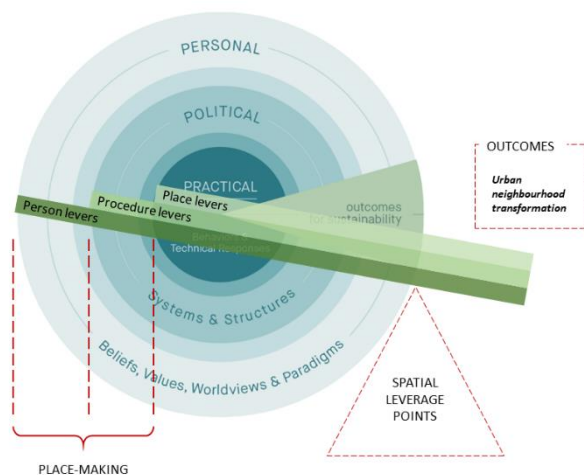 PERSONAL
POLITICAL
PRACTICAL
OUTCOMES
Urban
neighbourhood
transformation
Place levers
Procedure levers
Person levers
outcomes
for sustainability
Technical Responses
Systems & Structures
Beliefs, Values, Worldviews & Paradigms
SPATIAL
LEVERAGE
POINTS
PLACE-MAKING